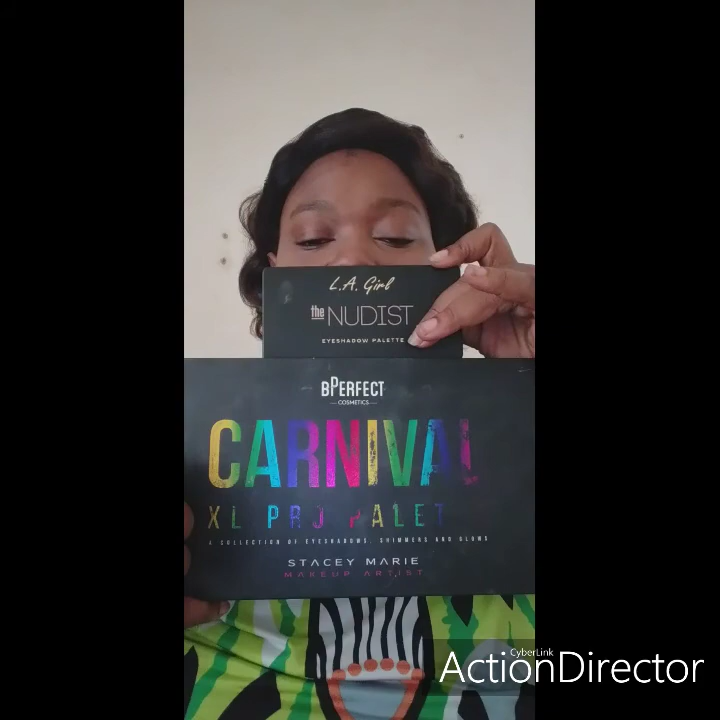 L.A. Girl
the NUDIST
EYESHADOW PALETTE
BPERFECT
COSMETICS
CARNIVAL
XL PRO PALET
A COLLECTION OF EYESHADOWS, SHIMMERS AND GLOWS
STACEY MARIE
MAKEUP ARTIST
CyberLink
ActionDirector